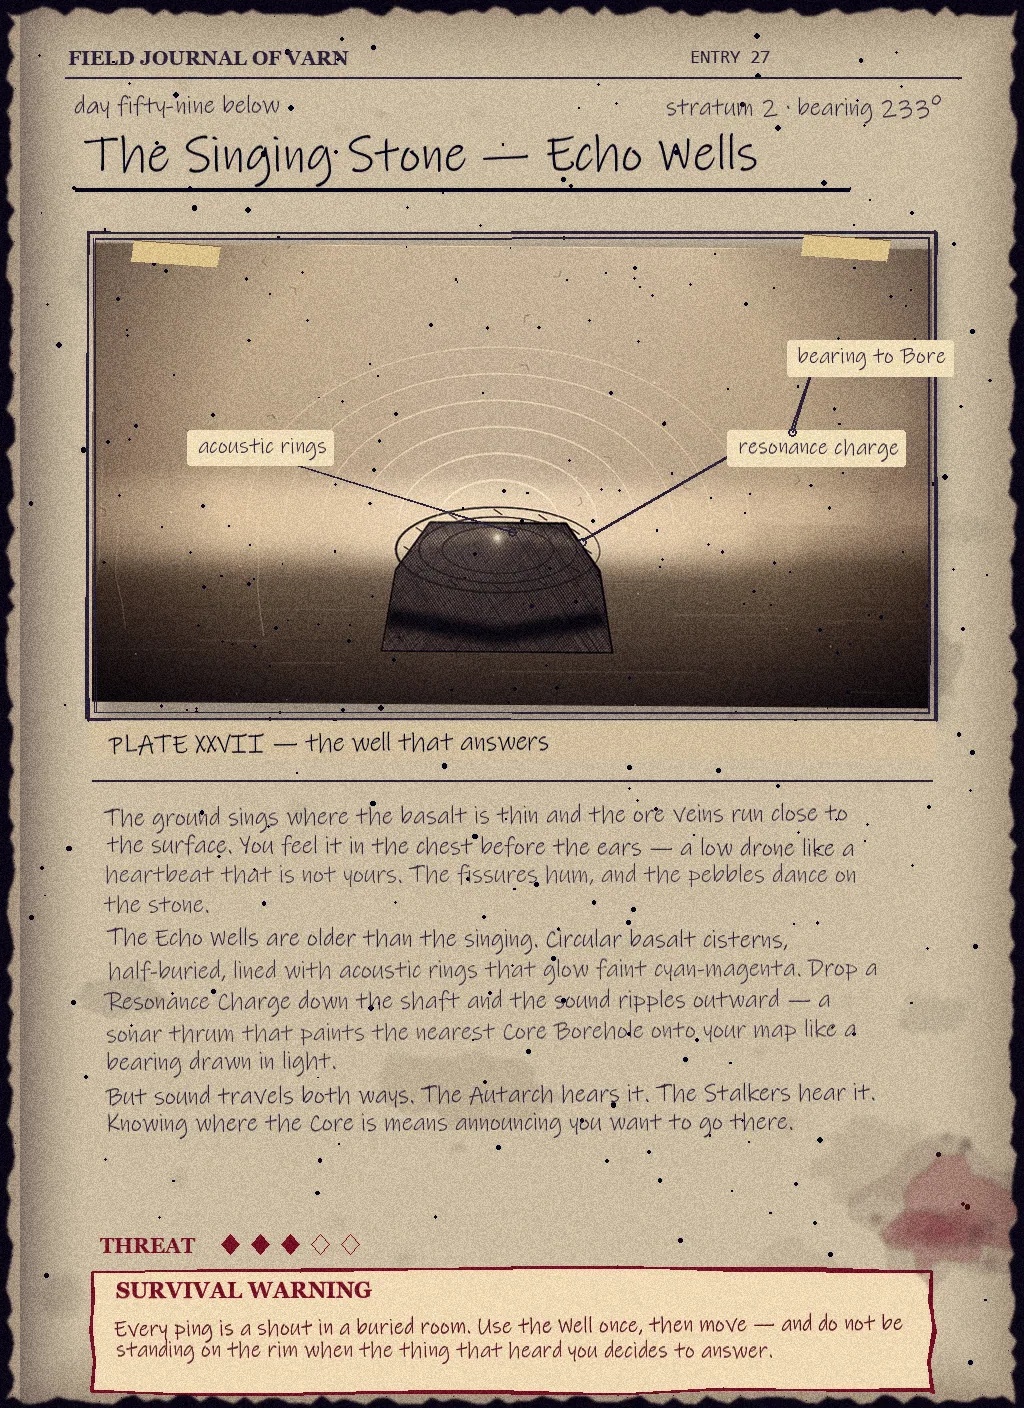 FIELD JOURNAL OF VARN
ENTRY 27
day fifty-nine below
stratum 2 · bearing 233°
The Singing Stone — Echo Wells
bearing to Bore
acoustic rings
resonance charge
PLATE XXVII — the well that answers
The ground sings where the basalt is thin and the ore veins run close to
the surface. You feel it in the chest before the ears — a low drone like a
heartbeat that is not yours. The fissures hum, and the pebbles dance on
the stone.
The Echo Wells are older than the singing. Circular basalt cisterns,
half-buried, lined with acoustic rings that glow faint cyan-magenta. Drop a
Resonance Charge down the shaft and the sound ripples outward — a
sonar thrum that paints the nearest Core Borehole onto your map like a
bearing drawn in light.
But sound travels both ways. The Autarch hears it. The Stalkers hear it.
Knowing where the Core is means announcing you want to go there.
THREAT
SURVIVAL WARNING
Every ping is a shout in a buried room. Use the Well once, then move — and do not be
standing on the rim when the thing that heard you decides to answer.